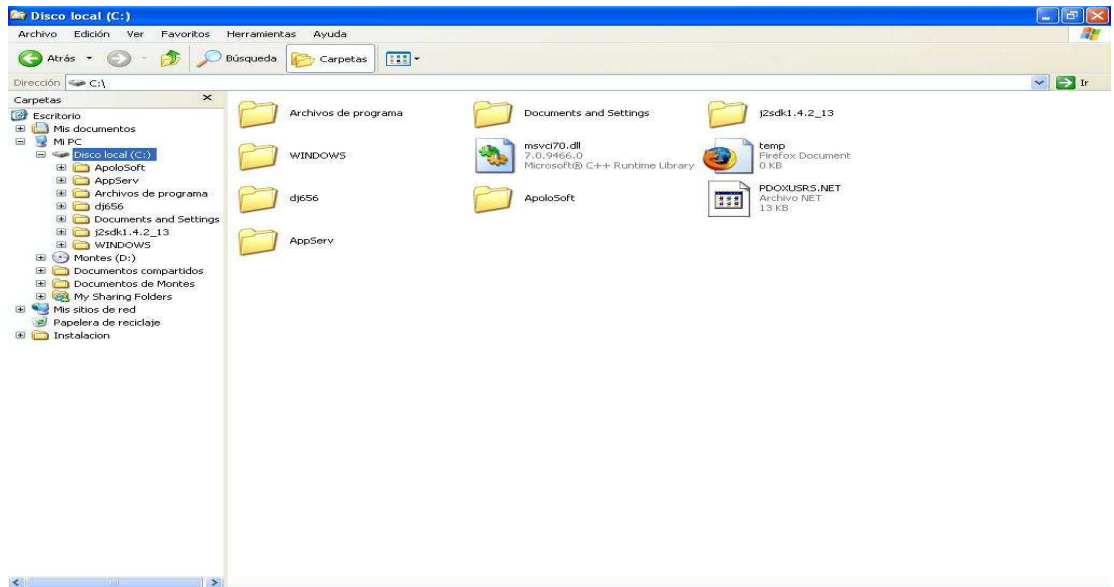 Disco local (C:)
Archivo Edición Ver Favoritos Herramientas Ayuda
Atrás Búsqueda Carpetas
Dirección C:\ Ir
Carpetas
Escritorio
Mis documentos
Mi PC
Disco local (C:)
ApoloSoft
AppServ
Archivos de programa
dj656
Documents and Settings
j2sdk1.4.2_13
WINDOWS
Montes (D:)
Documentos compartidos
Documentos de Montes
My Sharing Folders
Mis sitios de red
Papelera de reciclaje
Instalacion
Archivos de programa
Documents and Settings
j2sdk1.4.2_13
WINDOWS
msvci70.dll
7.0.9466.0
Microsoft® C++ Runtime Library
temp
Firefox Document
0 KB
dj656
ApoloSoft
PDOXUSRS.NET
Archivo NET
13 KB
AppServ